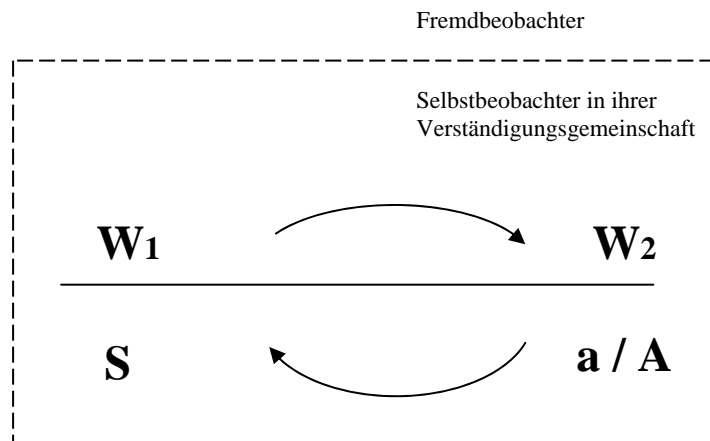 Fremdbeobachter
Selbstbeobachter in ihrer
Verständigungsgemeinschaft
W1 W2
S a / A